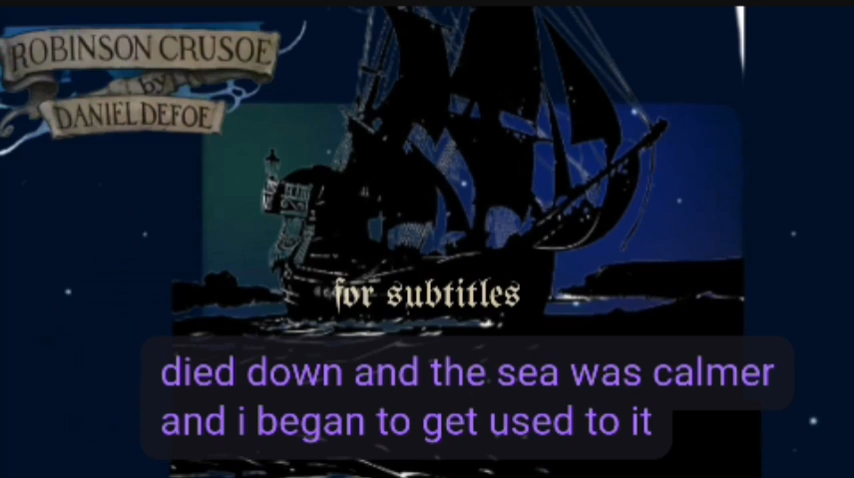 ROBINSON CRUSOE
by
DANIEL DEFOE
for subtitles
died down and the sea was calmer
and i began to get used to it